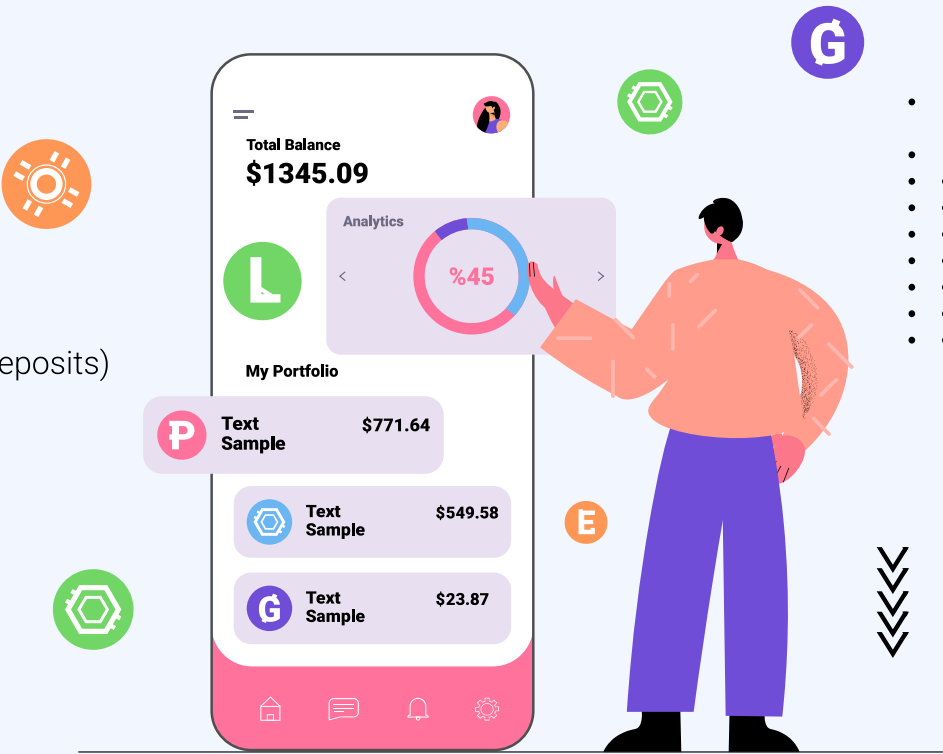 G
Total Balance
$1345.09
Analytics
%45
L
eposits)
My Portfolio
P
Text
Sample
$771.64
Text
Sample
$549.58
E
G
Text
Sample
$23.87